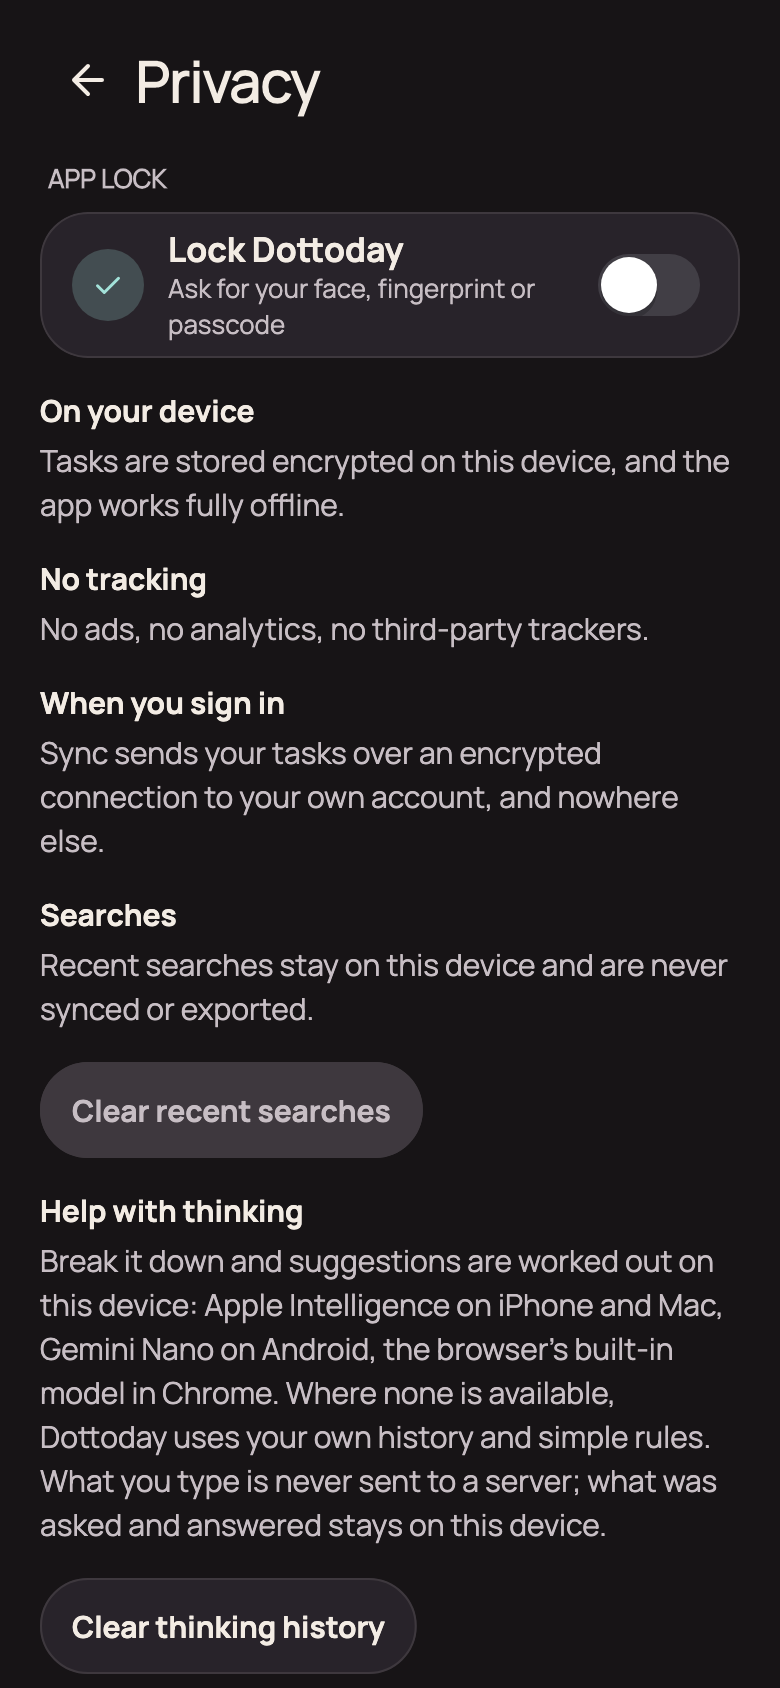 Privacy
APP LOCK
Lock Dottoday
Ask for your face, fingerprint or
passcode
On your device
Tasks are stored encrypted on this device, and the
app works fully offline.
No tracking
No ads, no analytics, no third-party trackers.
When you sign in
Sync sends your tasks over an encrypted
connection to your own account, and nowhere
else.
Searches
Recent searches stay on this device and are never
synced or exported.
Clear recent searches
Help with thinking
Break it down and suggestions are worked out on
this device: Apple Intelligence on iPhone and Mac,
Gemini Nano on Android, the browser’s built-in
model in Chrome. Where none is available,
Dottoday uses your own history and simple rules.
What you type is never sent to a server; what was
asked and answered stays on this device.
Clear thinking history